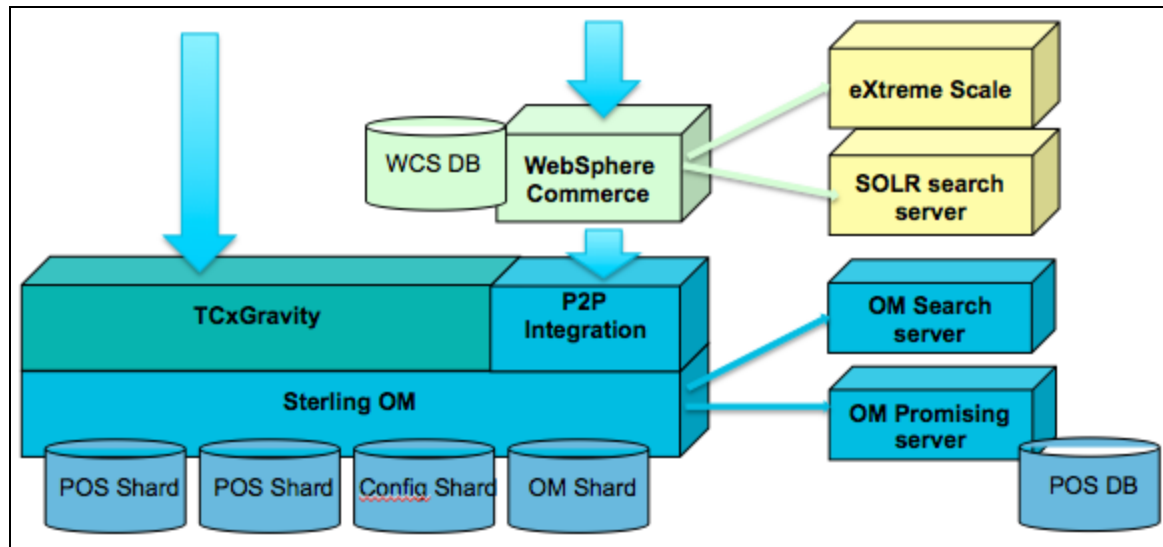 eXtreme Scale
WCS DB
WebSphere
Commerce
SOLR search
server
TCxGravity
P2P
Integration
OM Search
server
Sterling OM
OM Promising
server
POS Shard
POS Shard
Config Shard
OM Shard
POS DB